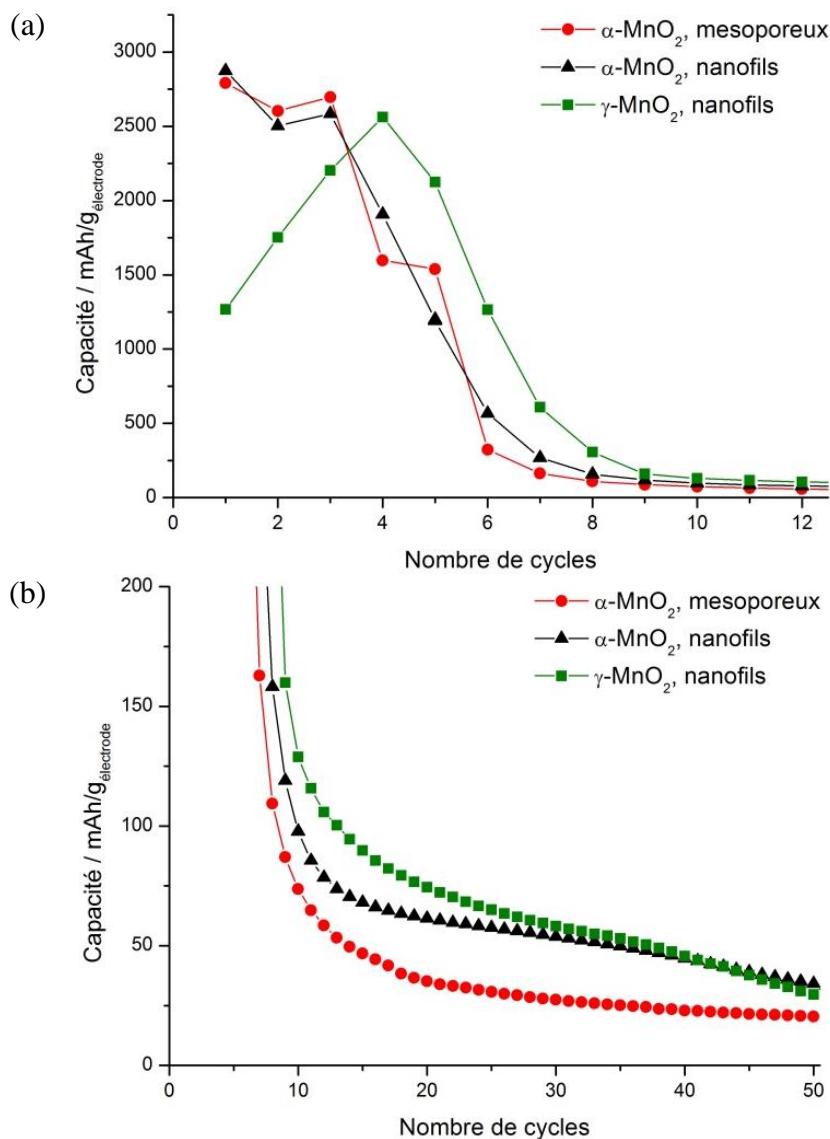 (a)
α-MnO₂, mesoporeux
α-MnO₂, nanofils
γ-MnO₂, nanofils
Capacité / mAh/gélectrode
3000
2500
2000
1500
1000
500
0
0 2 4 6 8 10 12
Nombre de cycles
(b)
α-MnO₂, mesoporeux
α-MnO₂, nanofils
γ-MnO₂, nanofils
Capacité / mAh/gélectrode
200
150
100
50
0
0 10 20 30 40 50
Nombre de cycles